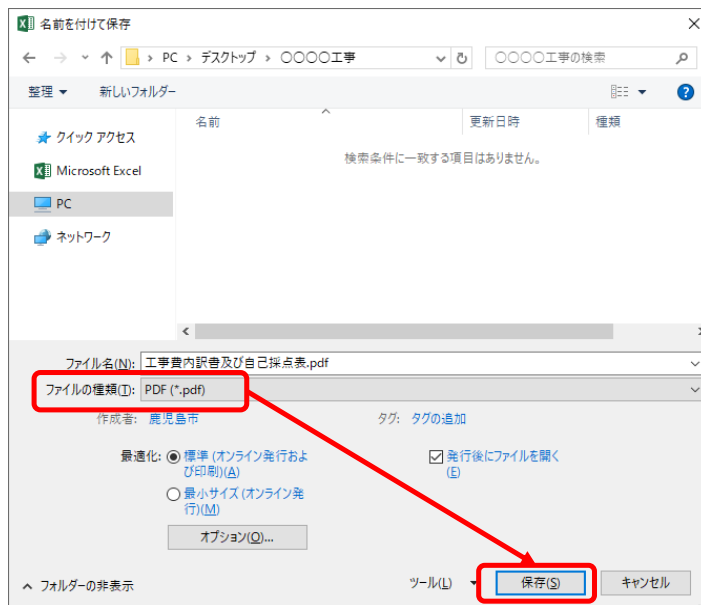 名前を付けて保存
PC › デスクトップ › 〇〇〇〇工事
〇〇〇〇工事の検索
整理 新しいフォルダー
名前 更新日時 種類
クイック アクセス
検索条件に一致する項目はありません。
Microsoft Excel
PC
ネットワーク
ファイル名(N): 工事費内訳書及び自己採点表.pdf
ファイルの種類(T): PDF (*.pdf)
作成者: 鹿児島市 タグ: タグの追加
最適化: 標準 (オンライン発行およ
び印刷)(A)
発行後にファイルを開く
(E)
最小サイズ (オンライン発
行)(M)
オプション(O)...
フォルダーの非表示 ツール(L) 保存(S) キャンセル